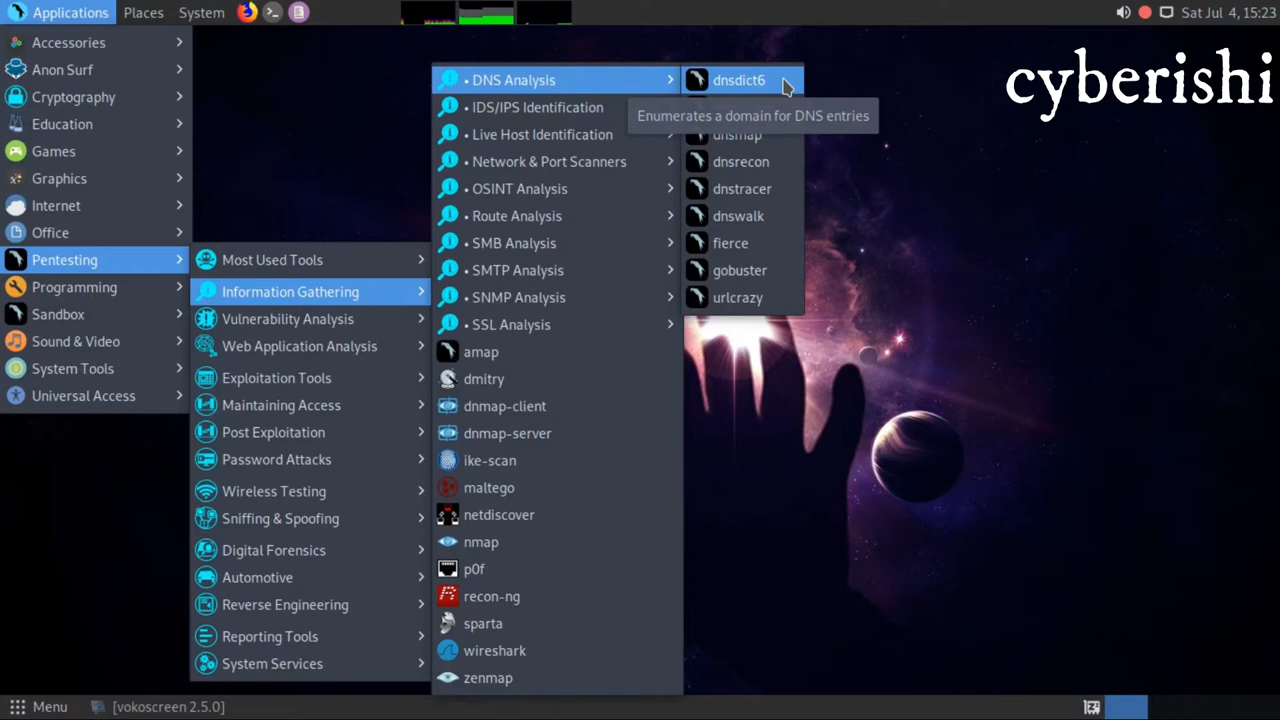 Applications Places System Sat Jul 4, 15:23
cyberishi
Accessories
Anon Surf
Cryptography
Education
Games
Graphics
Internet
Office
Pentesting
Programming
Sandbox
Sound & Video
System Tools
Universal Access
Most Used Tools
Information Gathering
Vulnerability Analysis
Web Application Analysis
Exploitation Tools
Maintaining Access
Post Exploitation
Password Attacks
Wireless Testing
Sniffing & Spoofing
Digital Forensics
Automotive
Reverse Engineering
Reporting Tools
System Services
• DNS Analysis
• IDS/IPS Identification
• Live Host Identification
• Network & Port Scanners
• OSINT Analysis
• Route Analysis
• SMB Analysis
• SMTP Analysis
• SNMP Analysis
• SSL Analysis
amap
dmitry
dnmap-client
dnmap-server
ike-scan
maltego
netdiscover
nmap
p0f
recon-ng
sparta
wireshark
zenmap
dnsdict6
Enumerates a domain for DNS entries
dnsmap
dnsrecon
dnstracer
dnswalk
fierce
gobuster
urlcrazy
Menu [vokoscreen 2.5.0]